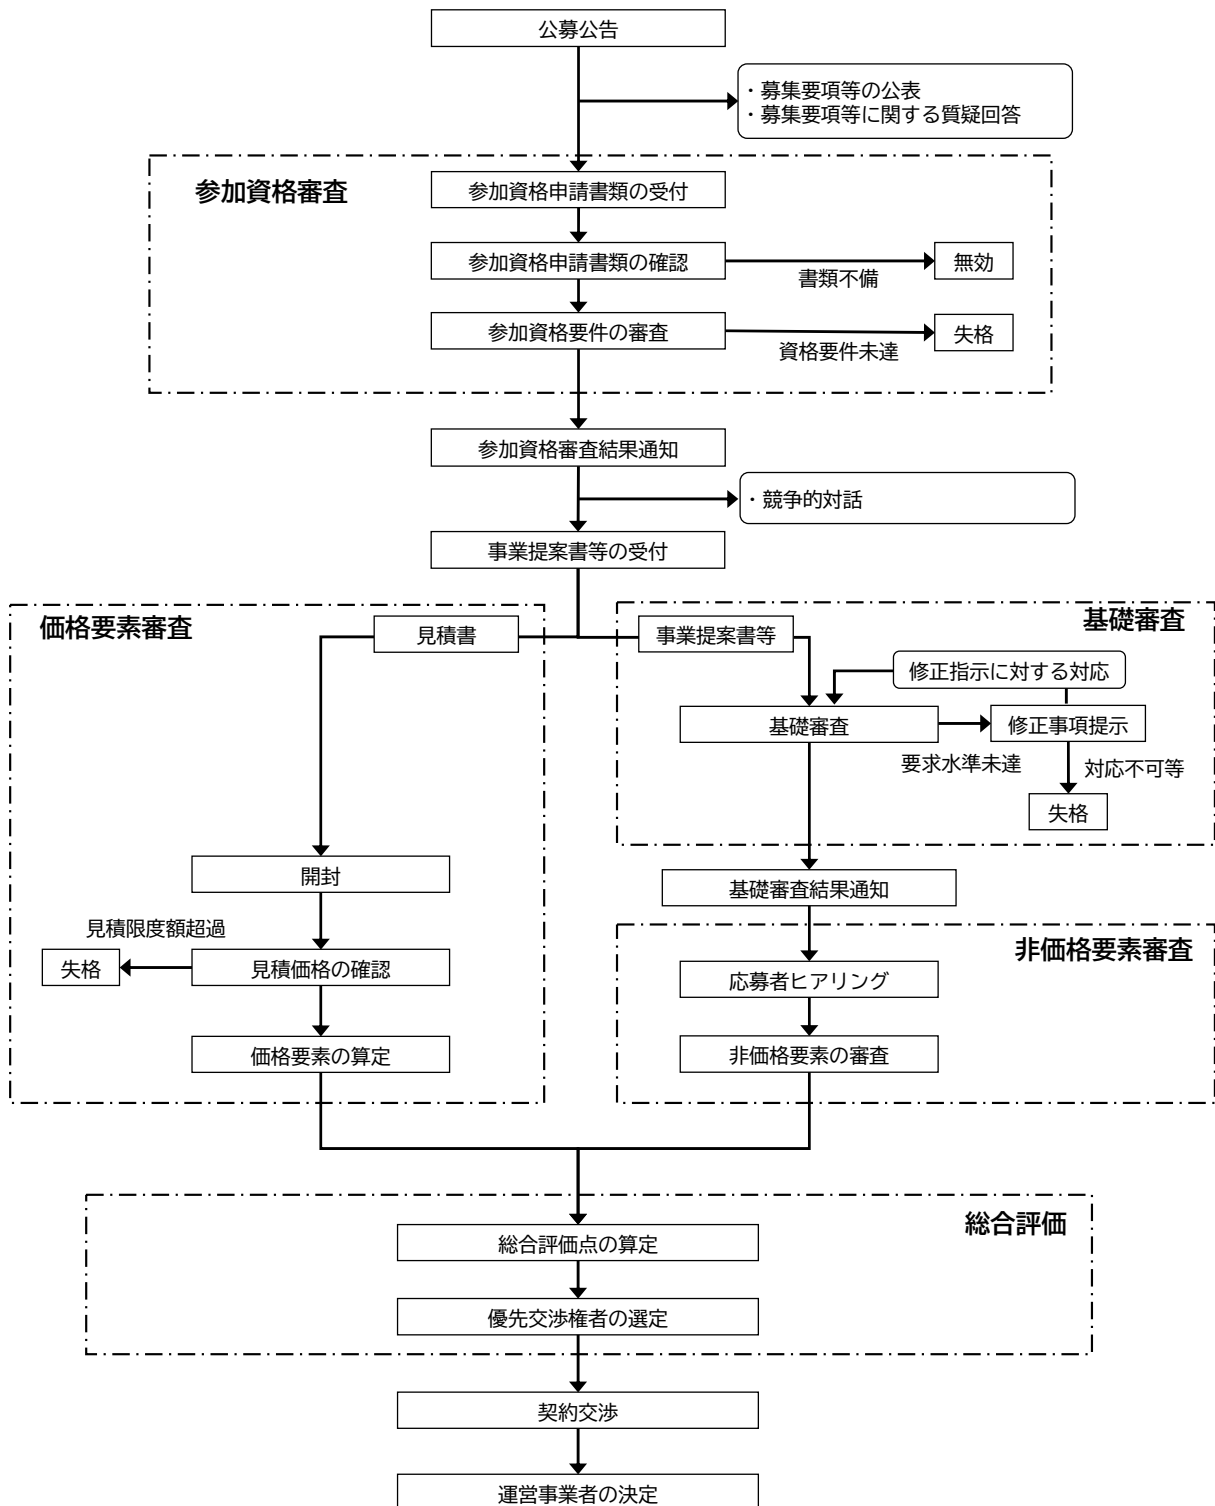 公募公告
・募集要項等の公表
・募集要項等に関する質疑回答
参加資格審査
参加資格申請書類の受付
参加資格申請書類の確認
書類不備
無効
参加資格要件の審査
資格要件未達
失格
参加資格審査結果通知
・競争的対話
事業提案書等の受付
価格要素審査
見積書
開封
見積限度額超過
失格
見積価格の確認
価格要素の算定
基礎審査
事業提案書等
修正指示に対する対応
基礎審査
修正事項提示
要求水準未達
対応不可等
失格
基礎審査結果通知
非価格要素審査
応募者ヒアリング
非価格要素の審査
総合評価
総合評価点の算定
優先交渉権者の選定
契約交渉
運営事業者の決定